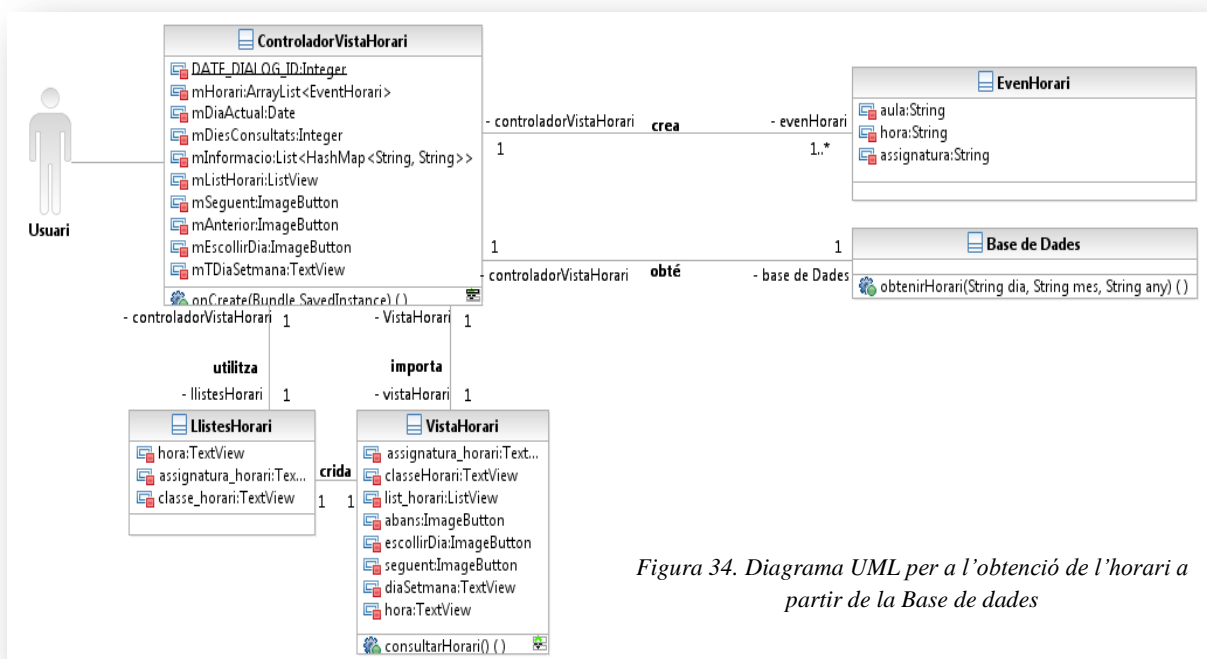 ControladorVistaHorari
DATE_DIALOG_ID:Integer
mHorari:ArrayList<EventHorari>
mDiaActual:Date
mDiesConsultats:Integer
mInformacio:List<HashMap<String, String>>
mListHorari:ListView
mSeguent:ImageButton
mAnterior:ImageButton
mEscollirDia:ImageButton
mTDiaSetmana:TextView
onCreate(Bundle SavedInstance) ( )
Usuari
- controladorVistaHorari
crea
- evenHorari
1
1..*
EvenHorari
aula:String
hora:String
assignatura:String
1
1
- controladorVistaHorari
obté
- base de Dades
Base de Dades
obtenirHorari(String dia, String mes, String any) ( )
- controladorVistaHorari
1
- VistaHorari
1
utilitza
importa
- llistesHorari
1
- vistaHorari
1
LlistesHorari
hora:TextView
assignatura_horari:Tex...
classe_horari:TextView
crida
1
1
VistaHorari
assignatura_horari:Text...
classeHorari:TextView
list_horari:ListView
abans:ImageButton
escollirDia:ImageButton
seguent:ImageButton
diaSetmana:TextView
hora:TextView
consultarHorari() ( )
Figura 34. Diagrama UML per a l’obtenció de l’horari a
partir de la Base de dades